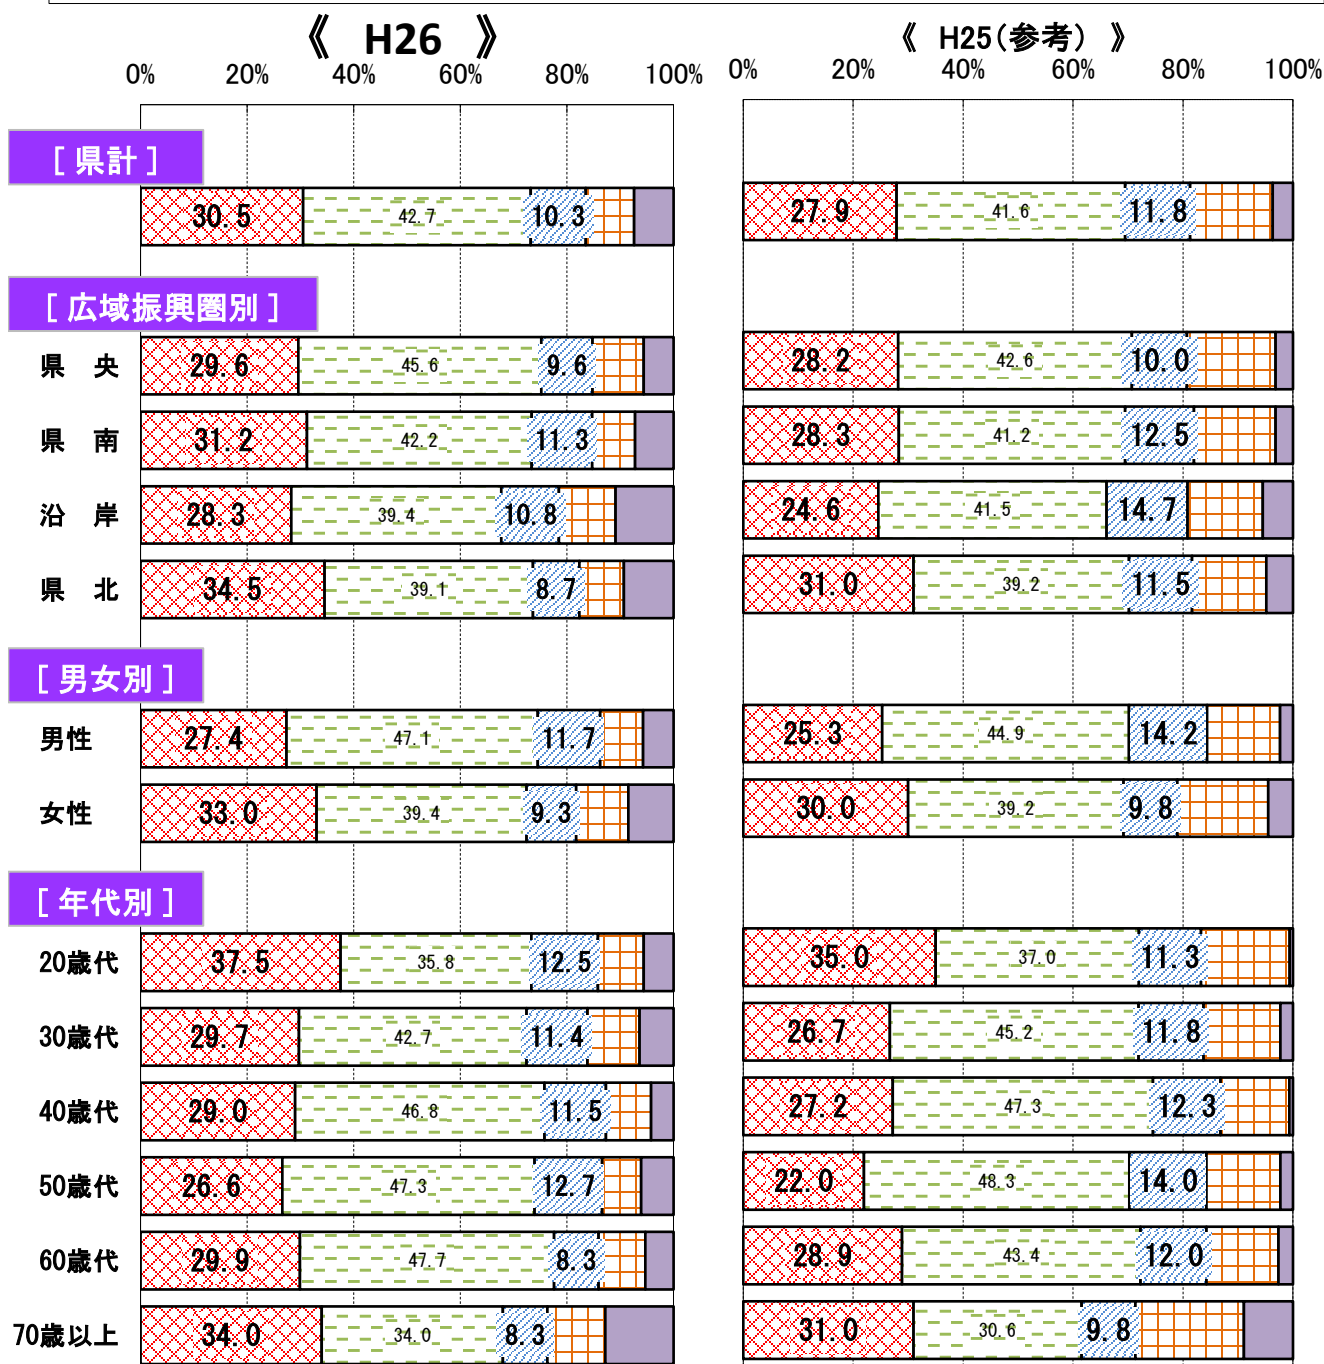 《 H26 》
《 H25(参考) 》
0% 20% 40% 60% 80% 100%
0% 20% 40% 60% 80% 100%
[ 県計 ]
30.5 42.7 10.3
27.9 41.6 11.8
[ 広域振興圏別 ]
県 央 29.6 45.6 9.6
28.2 42.6 10.0
県 南 31.2 42.2 11.3
28.3 41.2 12.5
沿 岸 28.3 39.4 10.8
24.6 41.5 14.7
県 北 34.5 39.1 8.7
31.0 39.2 11.5
[ 男女別 ]
男性 27.4 47.1 11.7
25.3 44.9 14.2
女性 33.0 39.4 9.3
30.0 39.2 9.8
[ 年代別 ]
20歳代 37.5 35.8 12.5
35.0 37.0 11.3
30歳代 29.7 42.7 11.4
26.7 45.2 11.8
40歳代 29.0 46.8 11.5
27.2 47.3 12.3
50歳代 26.6 47.3 12.7
22.0 48.3 14.0
60歳代 29.9 47.7 8.3
28.9 43.4 12.0
70歳以上 34.0 34.0 8.3
31.0 30.6 9.8